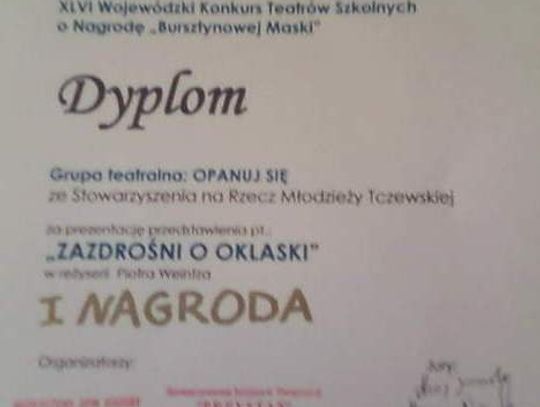 XLVI Wojewódzki Konkurs Teatrów Szkolnych
o Nagrodę „Bursztynowej Maski"
Dyplom
Grupa teatralna: OPANUJ SIĘ
ze Stowarzyszenia na Rzecz Młodzieży Tczewskiej
za prezentację przedstawienia pt.:
„ZAZDROŚNI O OKLASKI"
w reżyserii Piotra
I NAGRODA
Organizatorzy:
Jury: